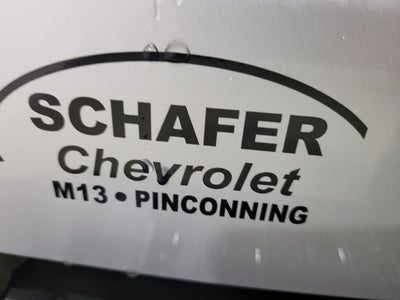 SCHAFER
Chevrolet
M13 • PINCONNING